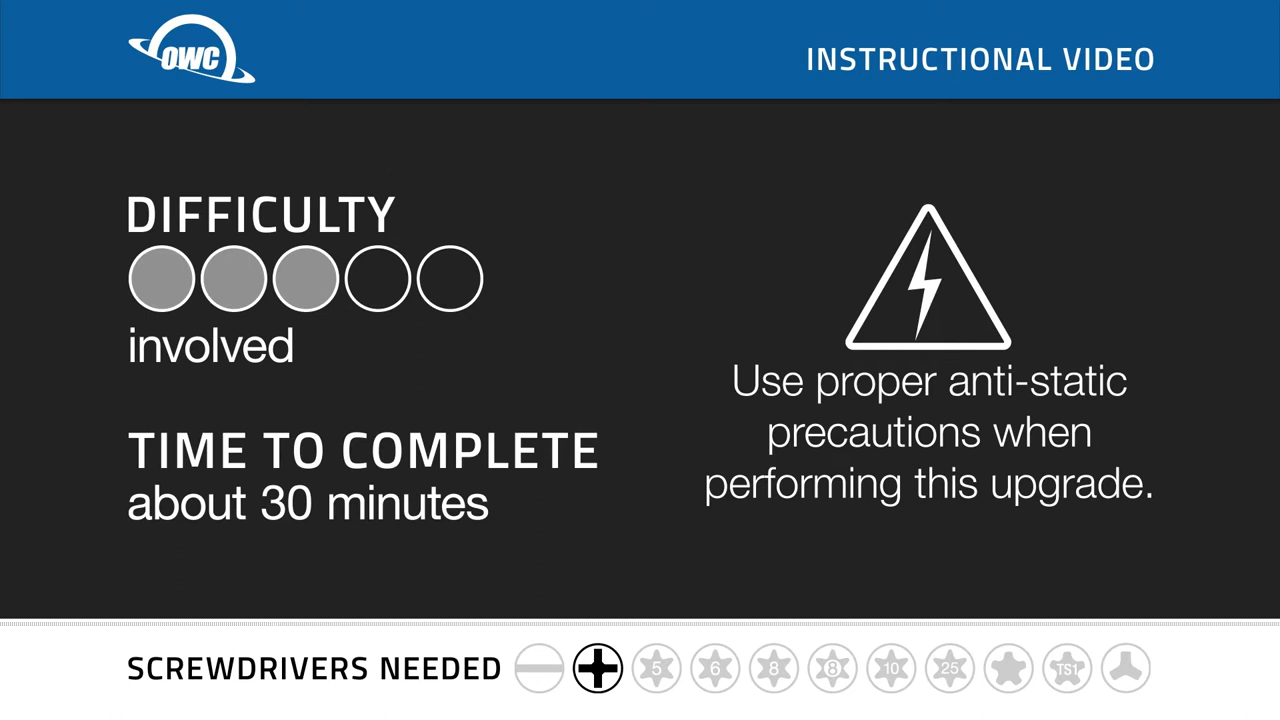 OWC
INSTRUCTIONAL VIDEO
DIFFICULTY
involved
TIME TO COMPLETE
about 30 minutes
Use proper anti-static
precautions when
performing this upgrade.
SCREWDRIVERS NEEDED 5 6 8 8 10 25 TS1